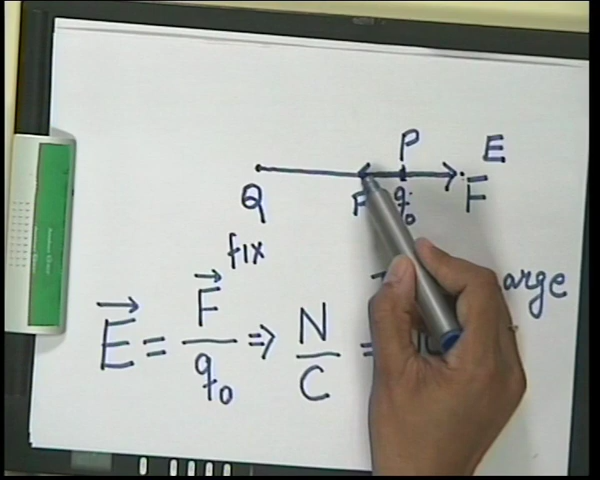 P E
Q F q₀ F
fix
arge
E⃗ = F⃗ / q₀ ⇒ N / C =